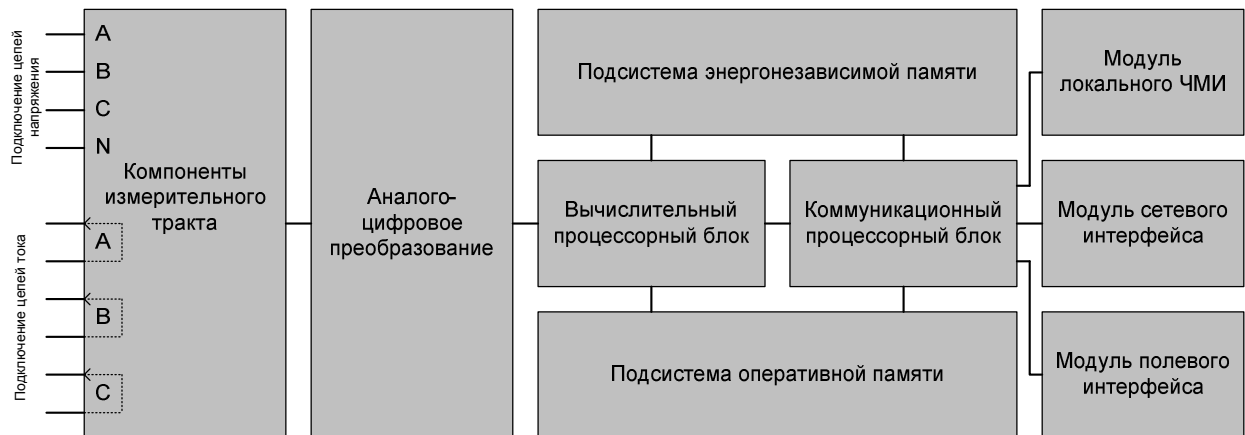 Подключение цепей
напряжения
A
B
C
N
Подключение цепей тока
A
B
C
Компоненты
измерительного
тракта
Аналого-
цифровое
преобразование
Подсистема энергонезависимой памяти
Вычислительный
процессорный блок
Коммуникационный
процессорный блок
Подсистема оперативной памяти
Модуль
локального ЧМИ
Модуль сетевого
интерфейса
Модуль полевого
интерфейса